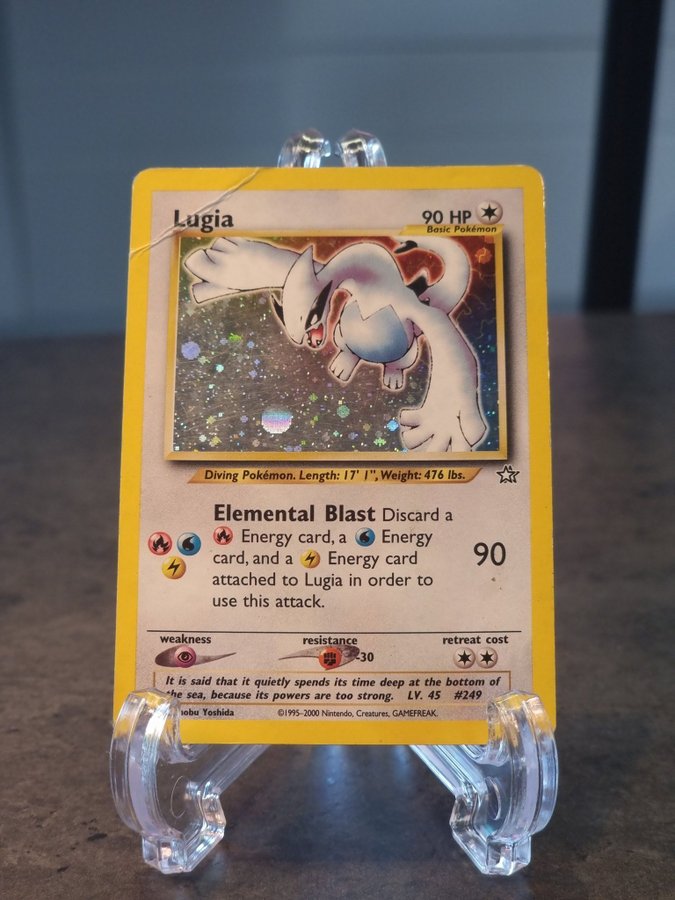 Lugia
90 HP
Basic Pokémon
Diving Pokémon. Length: 17' 1", Weight: 476 lbs.
Elemental Blast Discard a
Energy card, a Energy
card, and a Energy card
attached to Lugia in order to
use this attack.
90
weakness resistance retreat cost
-30
It is said that it quietly spends its time deep at the bottom of
the sea, because its powers are too strong. LV. 45 #249
Yoshida ©1995-2000 Nintendo, Creatures, GAMEFREAK.